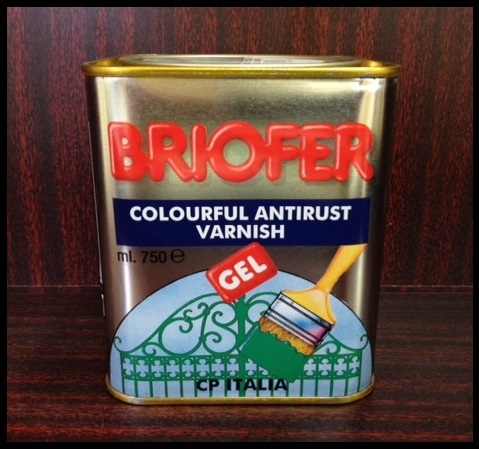 BRIOFER
COLOURFUL ANTIRUST
VARNISH
ml. 750 e
GEL
CP ITALIA